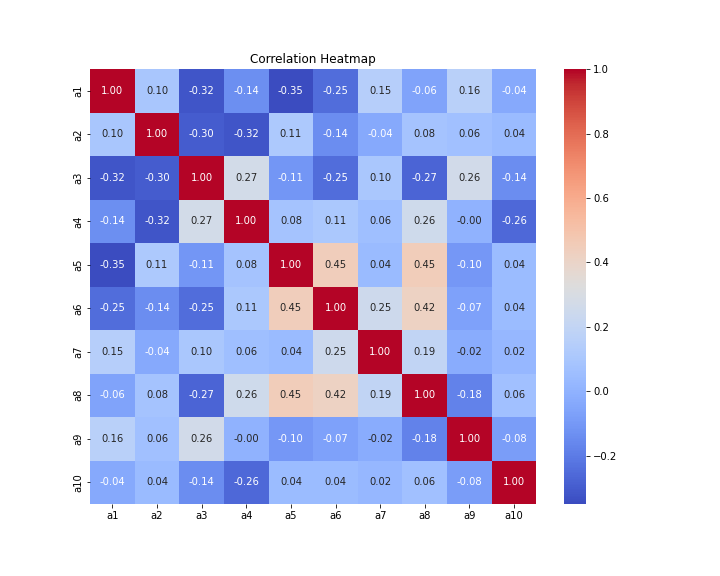 Correlation Heatmap
a1 1.00 0.10 -0.32 -0.14 -0.35 -0.25 0.15 -0.06 0.16 -0.04
a2 0.10 1.00 -0.30 -0.32 0.11 -0.14 -0.04 0.08 0.06 0.04
a3 -0.32 -0.30 1.00 0.27 -0.11 -0.25 0.10 -0.27 0.26 -0.14
a4 -0.14 -0.32 0.27 1.00 0.08 0.11 0.06 0.26 -0.00 -0.26
a5 -0.35 0.11 -0.11 0.08 1.00 0.45 0.04 0.45 -0.10 0.04
a6 -0.25 -0.14 -0.25 0.11 0.45 1.00 0.25 0.42 -0.07 0.04
a7 0.15 -0.04 0.10 0.06 0.04 0.25 1.00 0.19 -0.02 0.02
a8 -0.06 0.08 -0.27 0.26 0.45 0.42 0.19 1.00 -0.18 0.06
a9 0.16 0.06 0.26 -0.00 -0.10 -0.07 -0.02 -0.18 1.00 -0.08
a10 -0.04 0.04 -0.14 -0.26 0.04 0.04 0.02 0.06 -0.08 1.00
a1 a2 a3 a4 a5 a6 a7 a8 a9 a10
1.0
0.8
0.6
0.4
0.2
0.0
−0.2